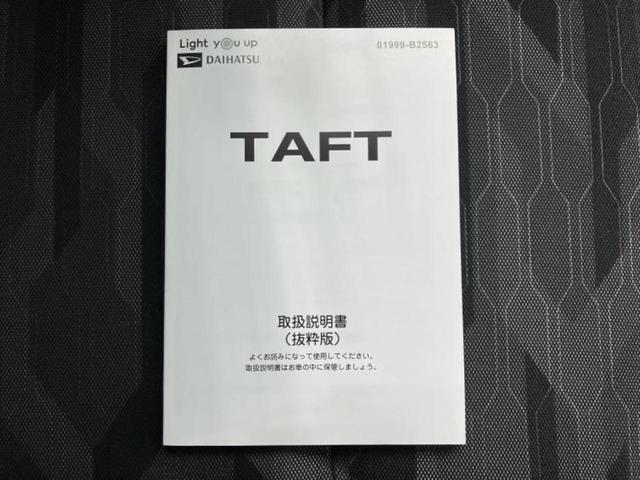 Light you up
01999-B2563
DAIHATSU
TAFT
取扱説明書
（抜粋版）
よくお読みになって使用してください。
取扱説明書はお車の中に保管しましょう。